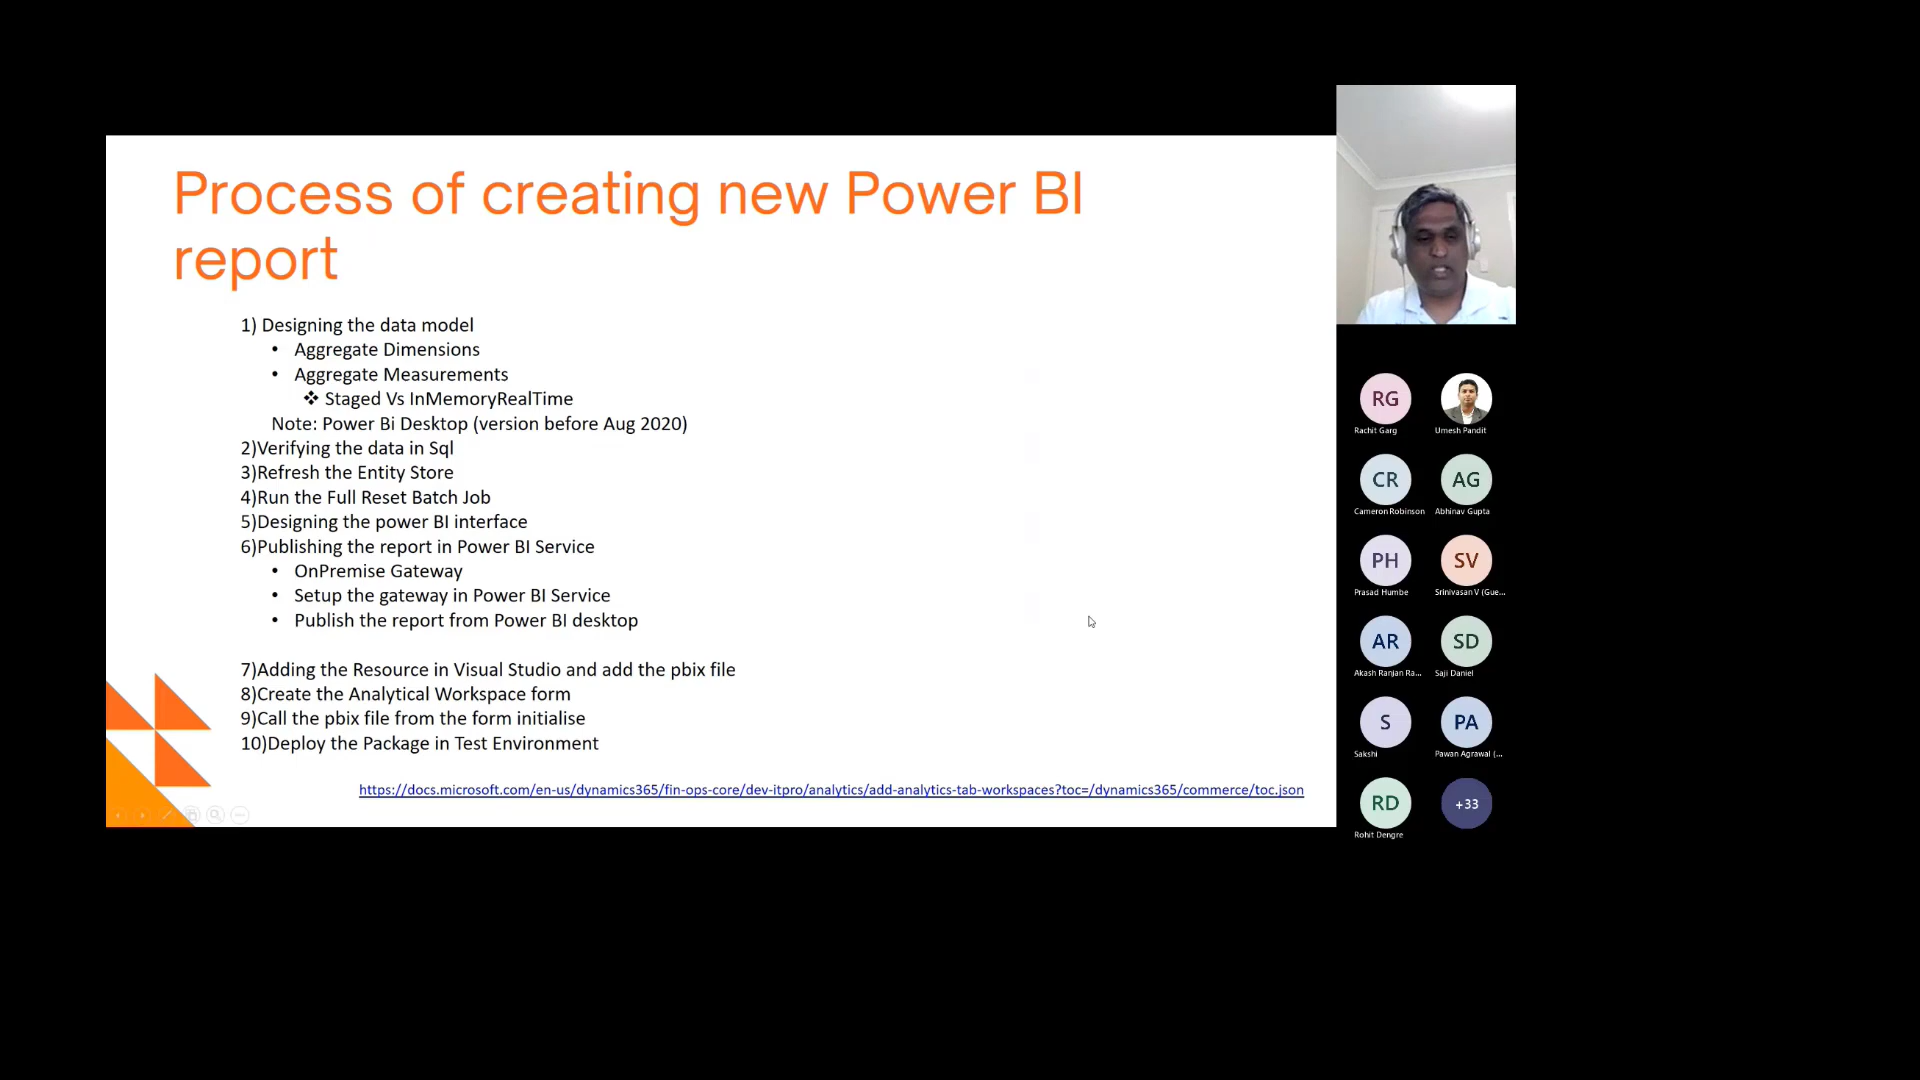 Process of creating new Power BI
report
1) Designing the data model
• Aggregate Dimensions
• Aggregate Measurements
❖ Staged Vs InMemoryRealTime
Note: Power Bi Desktop (version before Aug 2020)
2)Verifying the data in Sql
3)Refresh the Entity Store
4)Run the Full Reset Batch Job
5)Designing the power BI interface
6)Publishing the report in Power BI Service
• OnPremise Gateway
• Setup the gateway in Power BI Service
• Publish the report from Power BI desktop
7)Adding the Resource in Visual Studio and add the pbix file
8)Create the Analytical Workspace form
9)Call the pbix file from the form initialise
10)Deploy the Package in Test Environment
https://docs.microsoft.com/en-us/dynamics365/fin-ops-core/dev-itpro/analytics/add-analytics-tab-workspaces?toc=/dynamics365/commerce/toc.json
RG
Rachit Garg
Umesh Pandit
CR
Cameron Robinson
AG
Abhinav Gupta
PH
Prasad Humbe
SV
Srinivasan V (Gue...
AR
Akash Ranjan Ra...
SD
Saji Daniel
S
Sakshi
PA
Pawan Agrawal (...
RD
Rohit Dengre
+33